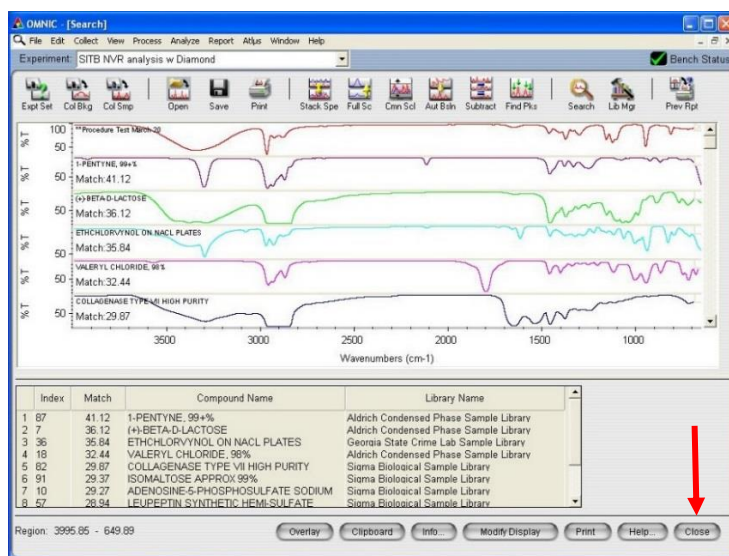 OMNIC - [Search]
File Edit Collect View Process Analyze Report Atlµs Window Help
Experiment: SITB NVR analysis w Diamond
Bench Status
Expt Set Col Bkg Col Smp Open Save Print Stack Spe Full Sc Cmn Scl Aut Bsln Subtract Find Pks Search Lib Mgr Prev Rpt
%T 100 50 **Procedure Test March-20
%T 50 1-PENTYNE, 99+% Match:41.12
%T 50 (+)-BETA-D-LACTOSE Match:36.12
%T 50 ETHCHLORVYNOL ON NACL PLATES Match:35.84
%T 50 VALERYL CHLORIDE, 98% Match:32.44
%T 50 COLLAGENASE TYPE VII HIGH PURITY Match:29.87
3500 3000 2500 2000 1500 1000
Wavenumbers (cm-1)
Index Match Compound Name Library Name
1 87 41.12 1-PENTYNE, 99+% Aldrich Condensed Phase Sample Library
2 7 36.12 (+)-BETA-D-LACTOSE Aldrich Condensed Phase Sample Library
3 36 35.84 ETHCHLORVYNOL ON NACL PLATES Georgia State Crime Lab Sample Library
4 18 32.44 VALERYL CHLORIDE, 98% Aldrich Condensed Phase Sample Library
5 82 29.87 COLLAGENASE TYPE VII HIGH PURITY Sigma Biological Sample Library
6 91 29.37 ISOMALTOSE APPROX 99% Sigma Biological Sample Library
7 10 29.27 ADENOSINE-5-PHOSPHOSULFATE SODIUM Sigma Biological Sample Library
8 57 28.94 LEUPEPTIN SYNTHETIC HEMI-SULFATE Sigma Biological Sample Library
Region: 3995.85 - 649.89 Overlay Clipboard Info... Modify Display Print Help... Close